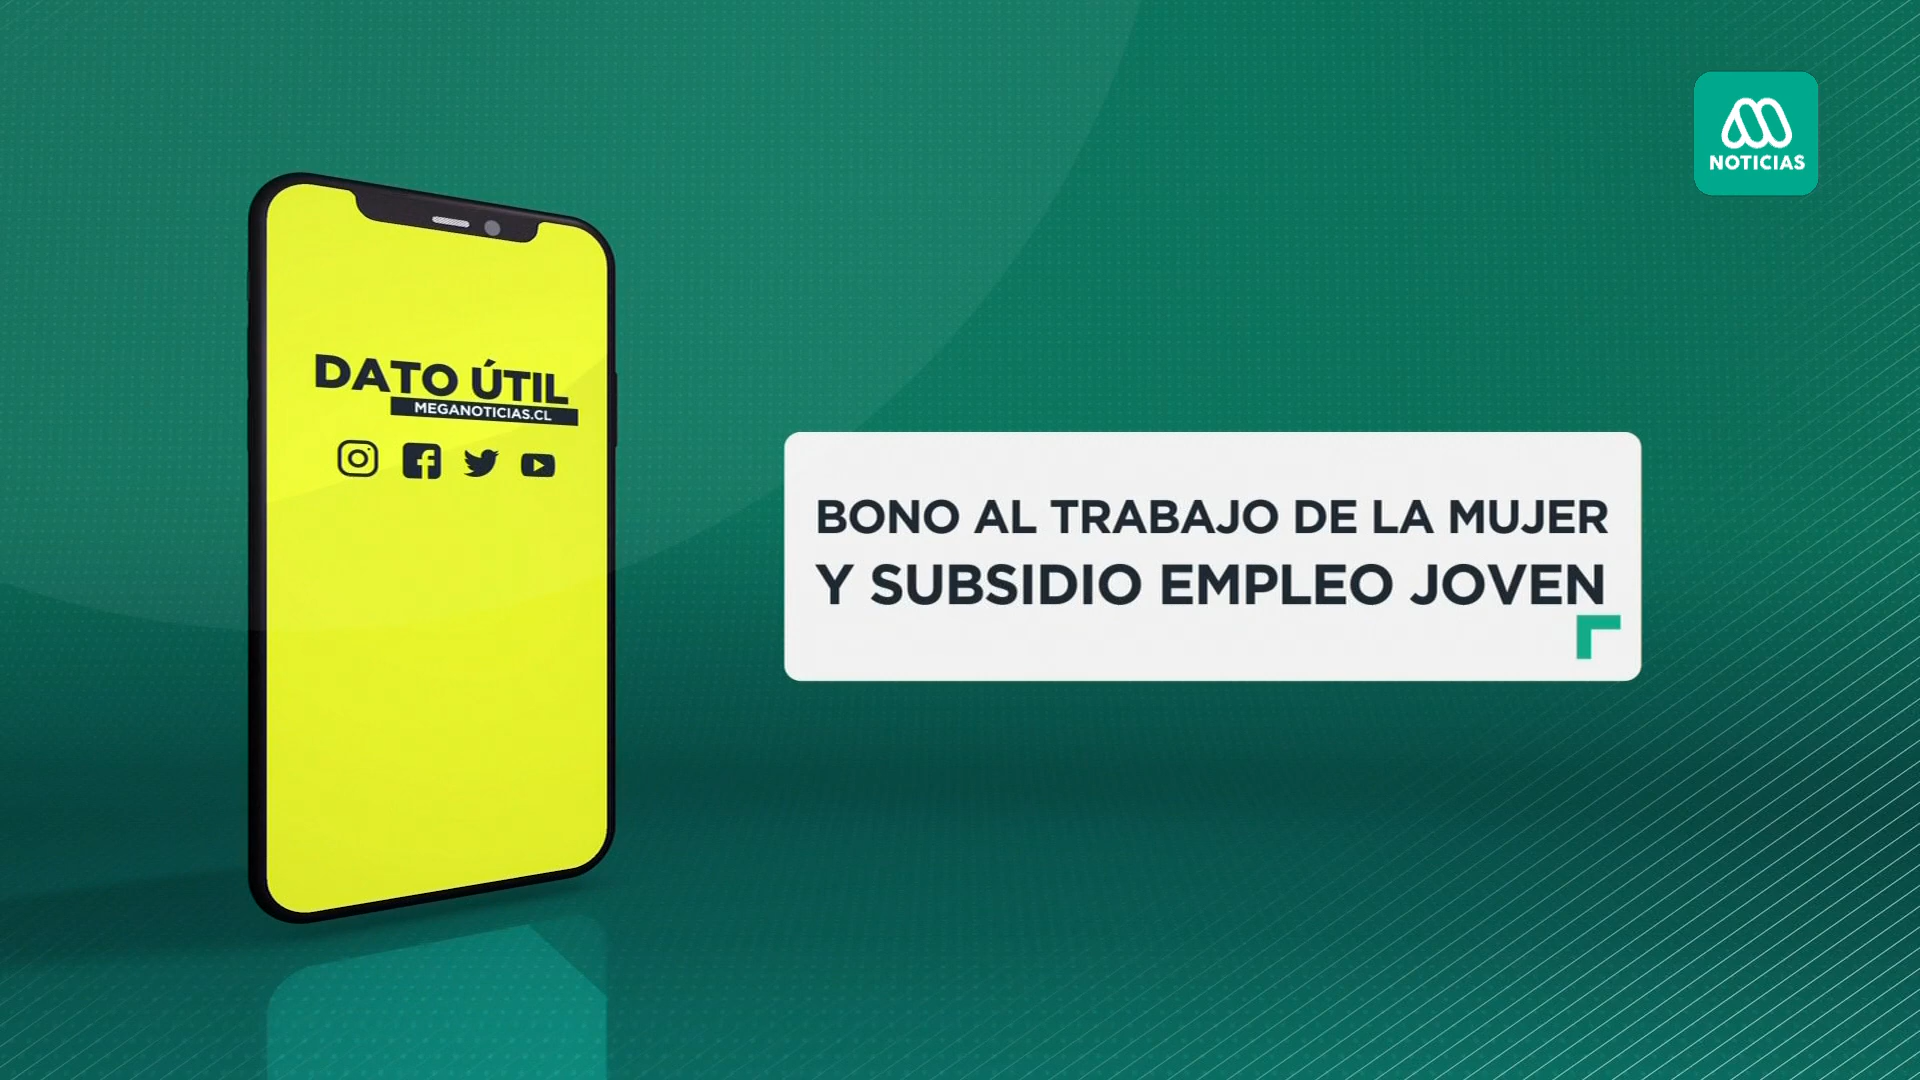 NOTICIAS
DATO ÚTIL
MEGANOTICIAS.CL
BONO AL TRABAJO DE LA MUJER
Y SUBSIDIO EMPLEO JOVEN